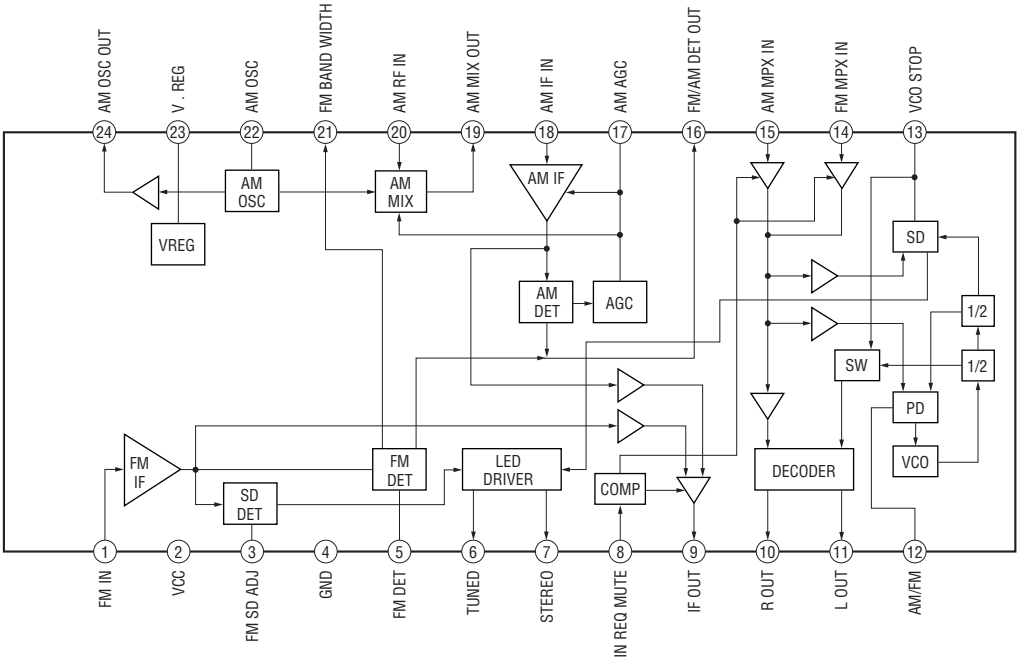 AM OSC OUT
V . REG
AM OSC
FM BAND WIDTH
AM RF IN
AM MIX OUT
AM IF IN
AM AGC
FM/AM DET OUT
AM MPX IN
FM MPX IN
VCO STOP
24
23
22
21
20
19
18
17
16
15
14
13
AM
OSC
AM
MIX
AM IF
VREG
SD
AM
DET
AGC
1/2
SW
1/2
PD
FM
IF
FM
DET
LED
DRIVER
COMP
DECODER
VCO
SD
DET
1
2
3
4
5
6
7
8
9
10
11
12
FM IN
VCC
FM SD ADJ
GND
FM DET
TUNED
STEREO
IN REQ MUTE
IF OUT
R OUT
L OUT
AM/FM